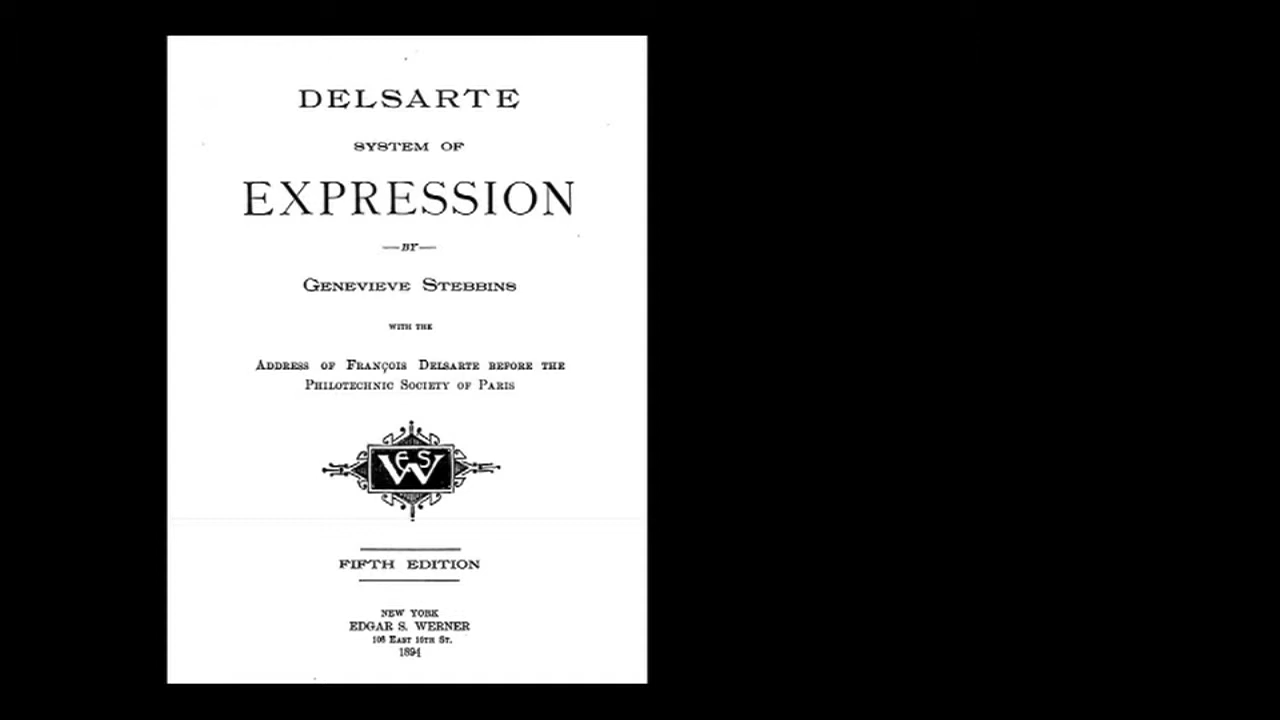 DELSARTE
SYSTEM OF
EXPRESSION
—BY—
GENEVIEVE STEBBINS
WITH THE
ADDRESS OF FRANÇOIS DELSARTE BEFORE THE
PHILOTECHNIC SOCIETY OF PARIS
ESW
FIFTH EDITION
NEW YORK
EDGAR S. WERNER
108 EAST 16TH ST.
1894